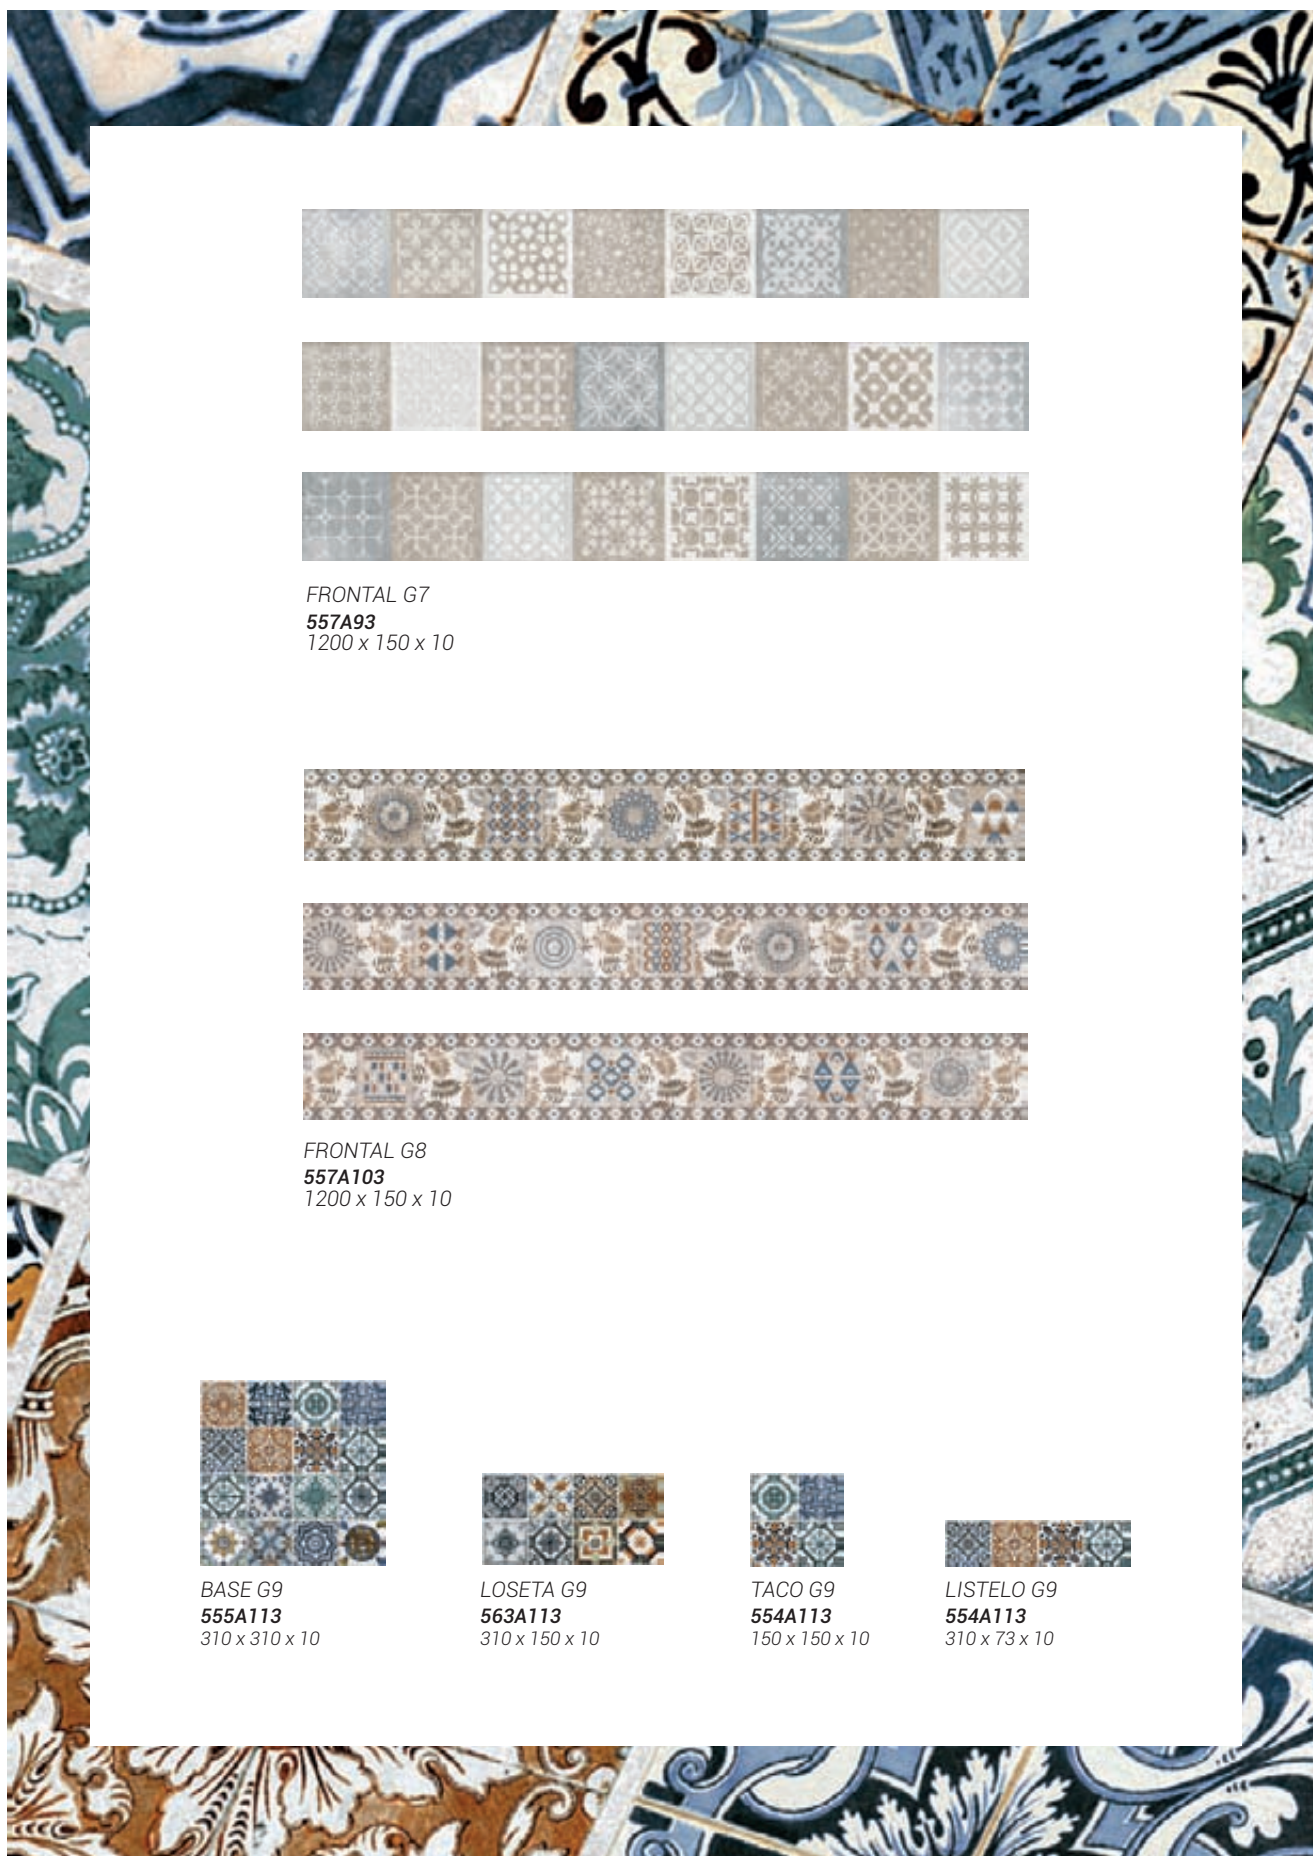 FRONTAL G7
557A93
1200 x 150 x 10
FRONTAL G8
557A103
1200 x 150 x 10
BASE G9
555A113
310 x 310 x 10
LOSETA G9
563A113
310 x 150 x 10
TACO G9
554A113
150 x 150 x 10
LISTELO G9
554A113
310 x 73 x 10